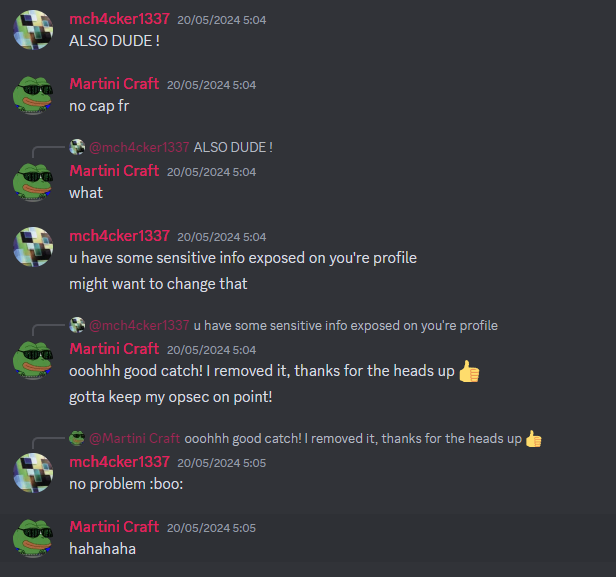 mch4cker1337 20/05/2024 5:04
ALSO DUDE !
Martini Craft 20/05/2024 5:04
no cap fr
@mch4cker1337 ALSO DUDE !
Martini Craft 20/05/2024 5:04
what
mch4cker1337 20/05/2024 5:04
u have some sensitive info exposed on you're profile
might want to change that
@mch4cker1337 u have some sensitive info exposed on you're profile
Martini Craft 20/05/2024 5:04
ooohhh good catch! I removed it, thanks for the heads up 👍
gotta keep my opsec on point!
@Martini Craft ooohhh good catch! I removed it, thanks for the heads up 👍
mch4cker1337 20/05/2024 5:05
no problem :boo:
Martini Craft 20/05/2024 5:05
hahahaha